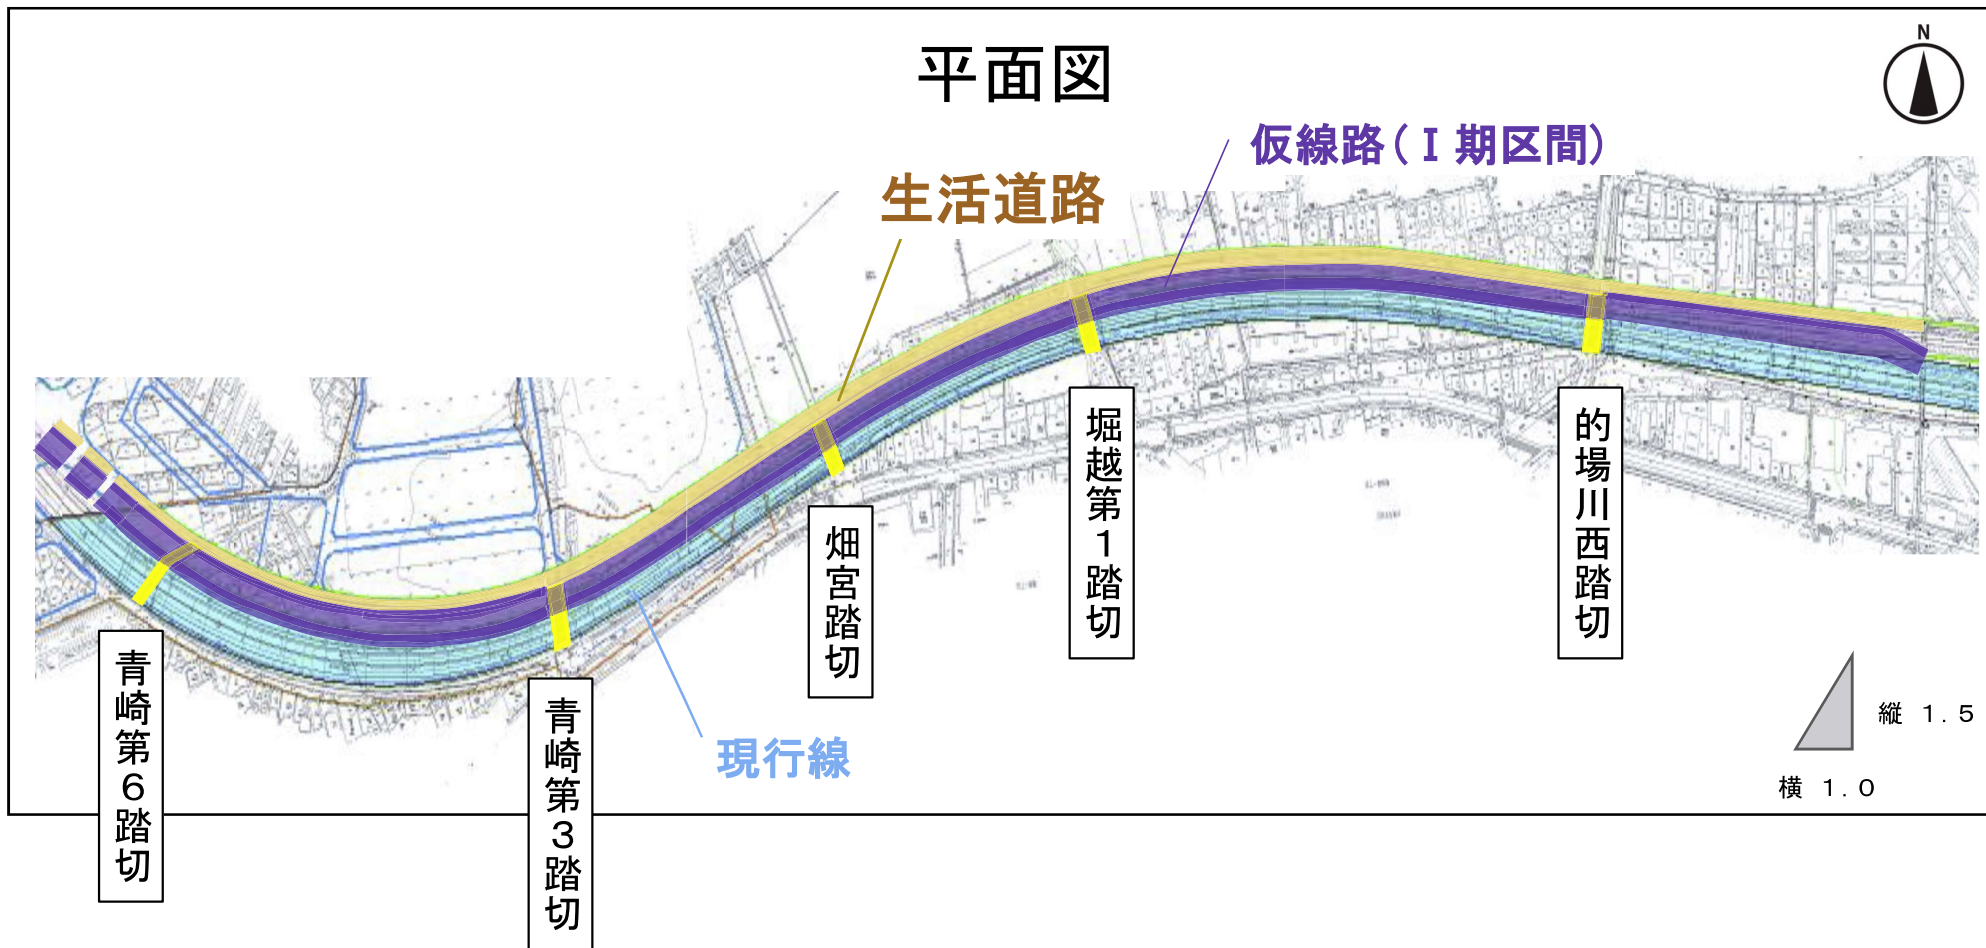 平面図
N
仮線路(Ⅰ期区間)
生活道路
現行線
青崎第6踏切
青崎第3踏切
畑宮踏切
堀越第1踏切
的場川西踏切
縦 1.5
横 1.0